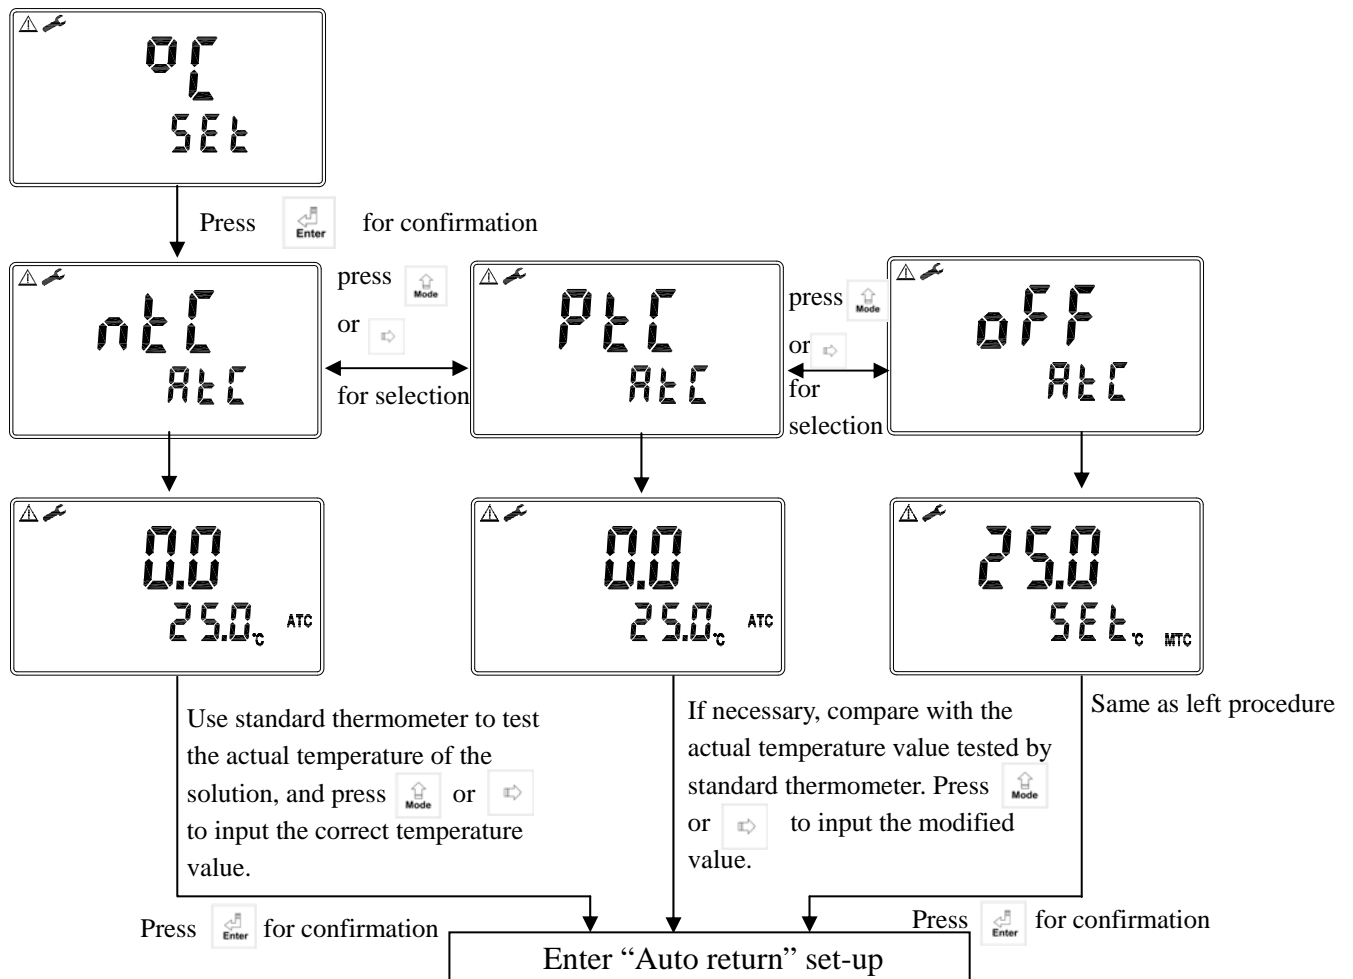 °C
SEt
Press Enter for confirmation
ntC
AtC
press Mode
or
for selection
PtC
AtC
press Mode
or
for
selection
oFF
AtC
0.0
25.0 ℃ ATC
0.0
25.0 ℃ ATC
25.0
SEt ℃ MTC
Use standard thermometer to test
the actual temperature of the
solution, and press Mode or
to input the correct temperature
value.
If necessary, compare with the
actual temperature value tested by
standard thermometer. Press Mode
or to input the modified
value.
Same as left procedure
Press Enter for confirmation
Press Enter for confirmation
Enter “Auto return” set-up